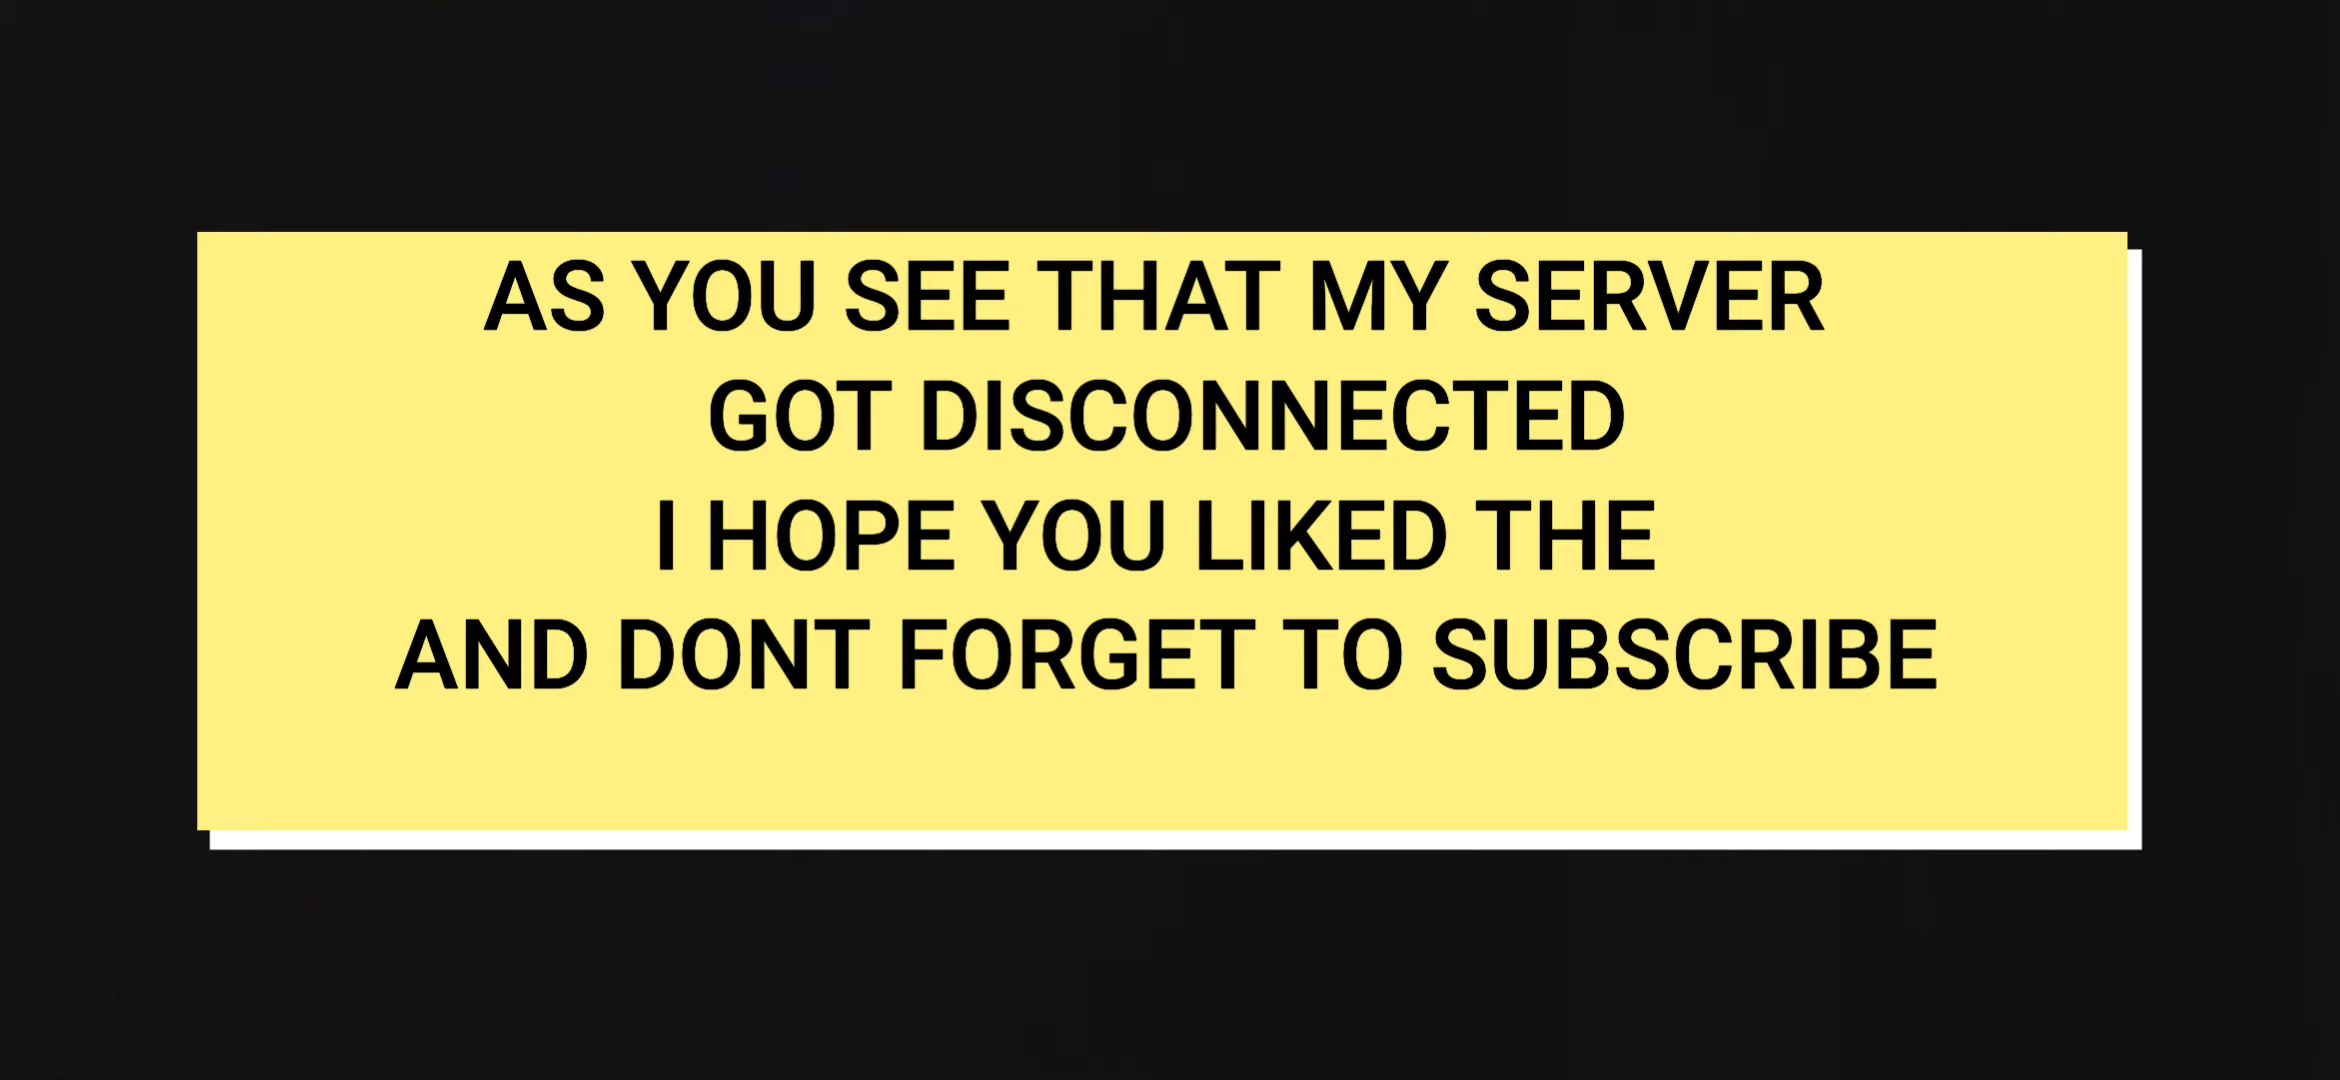 AS YOU SEE THAT MY SERVER
GOT DISCONNECTED
I HOPE YOU LIKED THE
AND DONT FORGET TO SUBSCRIBE